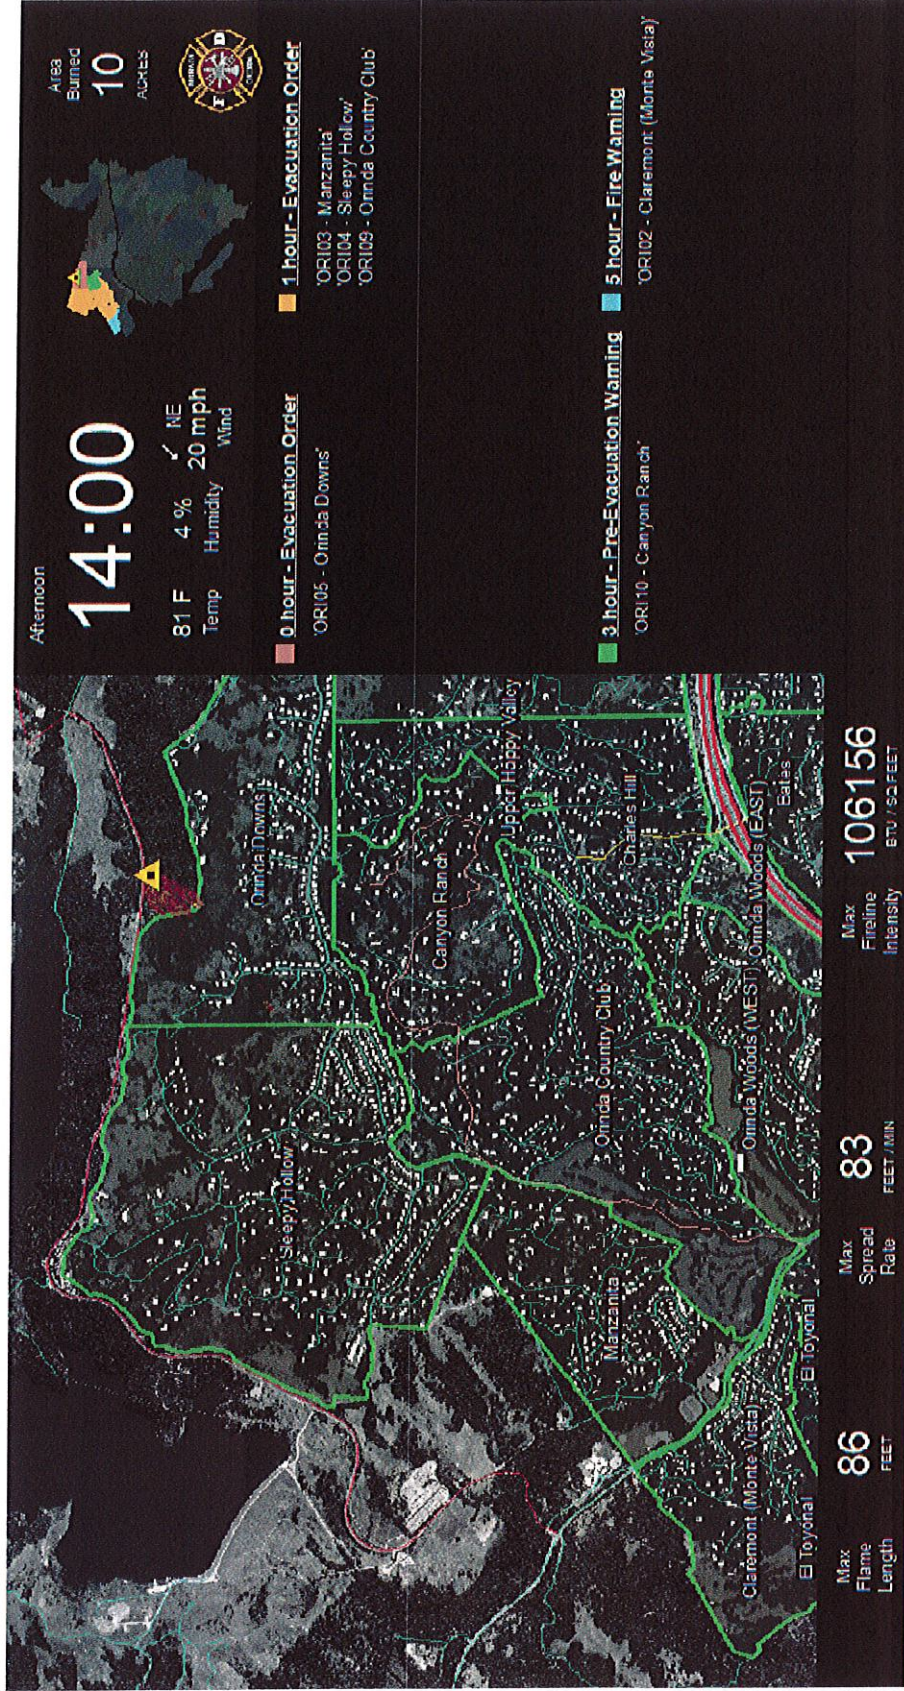 Afternoon
14:00
81 F
Temp
4 %
Humidity
↙ NE
20 mph
Wind
Area
Burned
10
ACRES
F D
0 hour - Evacuation Order
'ORI05 - Orinda Downs'
1 hour - Evacuation Order
'ORI03 - Manzanita'
'ORI04 - Sleepy Hollow'
'ORI09 - Orinda Country Club'
3 hour - Pre-Evacuation Warning
'ORI10 - Canyon Ranch'
5 hour - Fire Warning
'ORI02 - Claremont (Monte Vista)'
Orinda Downs
Sleepy Hollow
Canyon Ranch
Upper Happy Valley
Charles Hill
Orinda Country Club
Manzanita
Orinda Woods (WEST)
Orinda Woods (EAST)
Bates
Claremont (Monte Vista)
El Toyonal
El Toyonal
Max
Flame
Length
86
FEET
Max
Spread
Rate
83
FEET / MIN
Max
Fireline
Intensity
106156
BTU / SQ FEET